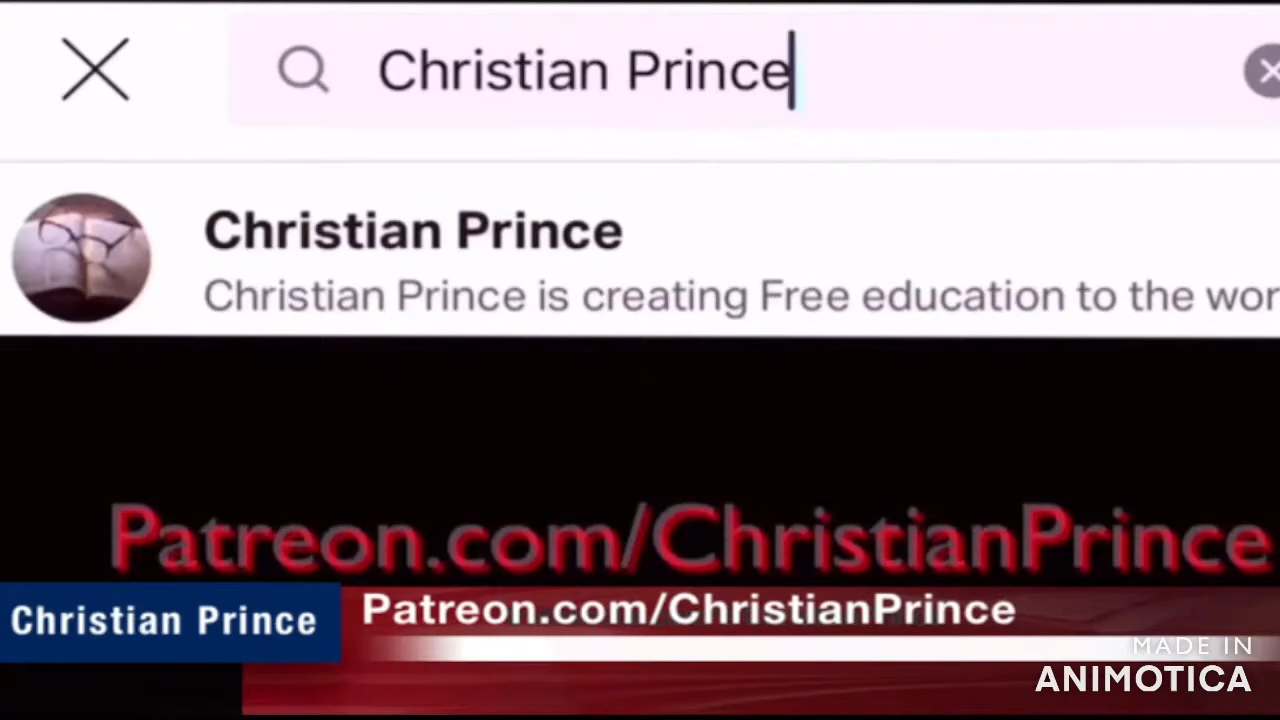 Christian Prince
Christian Prince
Christian Prince is creating Free education to the wor
Patreon.com/ChristianPrince
Christian Prince
Patreon.com/ChristianPrince
MADE IN
ANIMOTICA